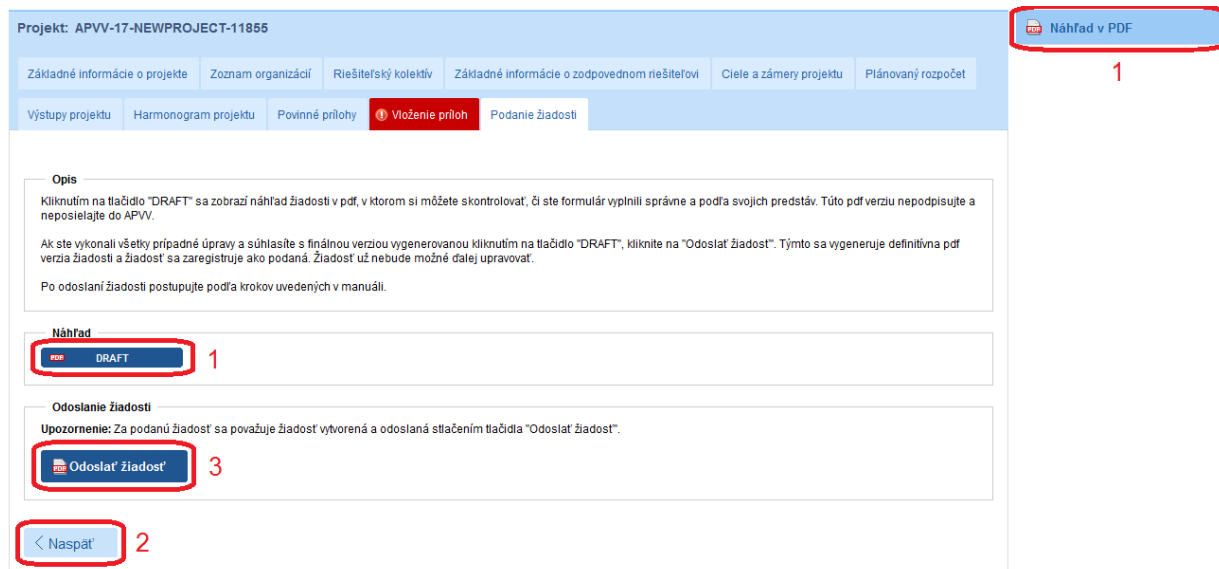 Projekt: APVV-17-NEWPROJECT-11855
PDF Náhľad v PDF
1
Základné informácie o projekte Zoznam organizácií Riešiteľský kolektív Základné informácie o zodpovednom riešiteľovi Ciele a zámery projektu Plánovaný rozpočet
Výstupy projektu Harmonogram projektu Povinné prílohy Vloženie príloh Podanie žiadosti
Opis
Kliknutím na tlačidlo "DRAFT" sa zobrazí náhľad žiadosti v pdf, v ktorom si môžete skontrolovať, či ste formulár vyplnili správne a podľa svojich predstáv. Túto pdf verziu nepodpisujte a
neposielajte do APVV.
Ak ste vykonali všetky prípadné úpravy a súhlasíte s finálnou verziou vygenerovanou kliknutím na tlačidlo "DRAFT", kliknite na "Odoslať žiadosť". Týmto sa vygeneruje definitívna pdf
verzia žiadosti a žiadosť sa zaregistruje ako podaná. Žiadosť už nebude možné ďalej upravovať.
Po odoslaní žiadosti postupujte podľa krokov uvedených v manuáli.
Náhľad
PDF DRAFT 1
Odoslanie žiadosti
Upozornenie: Za podanú žiadosť sa považuje žiadosť vytvorená a odoslaná stlačením tlačidla "Odoslať žiadosť".
PDF Odoslať žiadosť 3
Naspäť 2